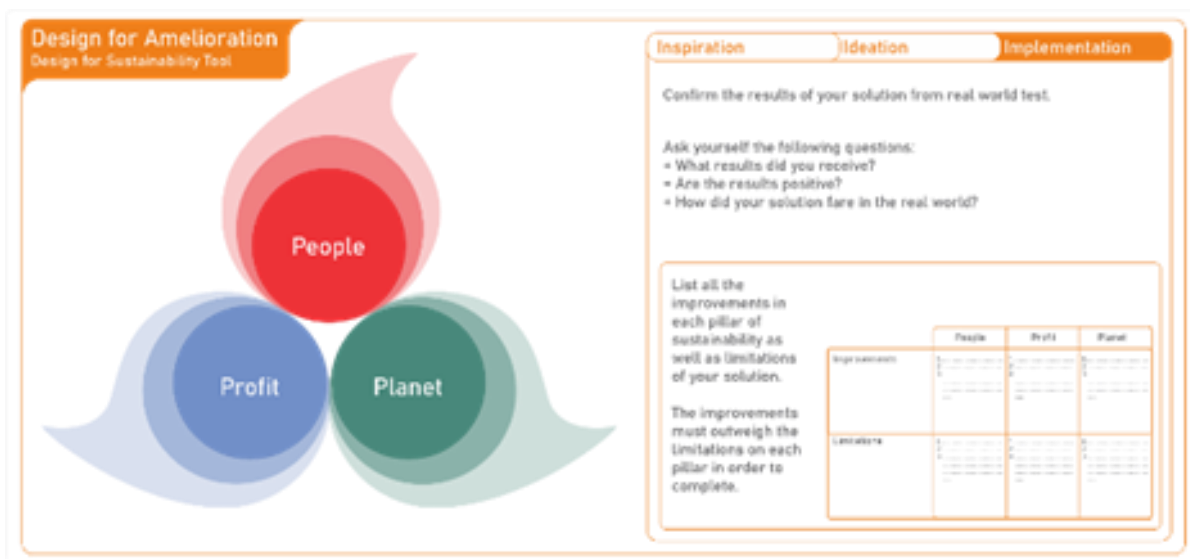 Design for Amelioration
Design for Sustainability Tool
People
Profit
Planet
Inspiration
Ideation
Implementation
Confirm the results of your solution from real world test.
Ask yourself the following questions:
• What results did you receive?
• Are the results positive?
• How did your solution fare in the real world?
List all the
improvements in
each pillar of
sustainability as
well as limitations
of your solution.
The improvements
must outweigh the
limitations on each
pillar in order to
complete.
People
Profit
Planet
Improvements
Limitations